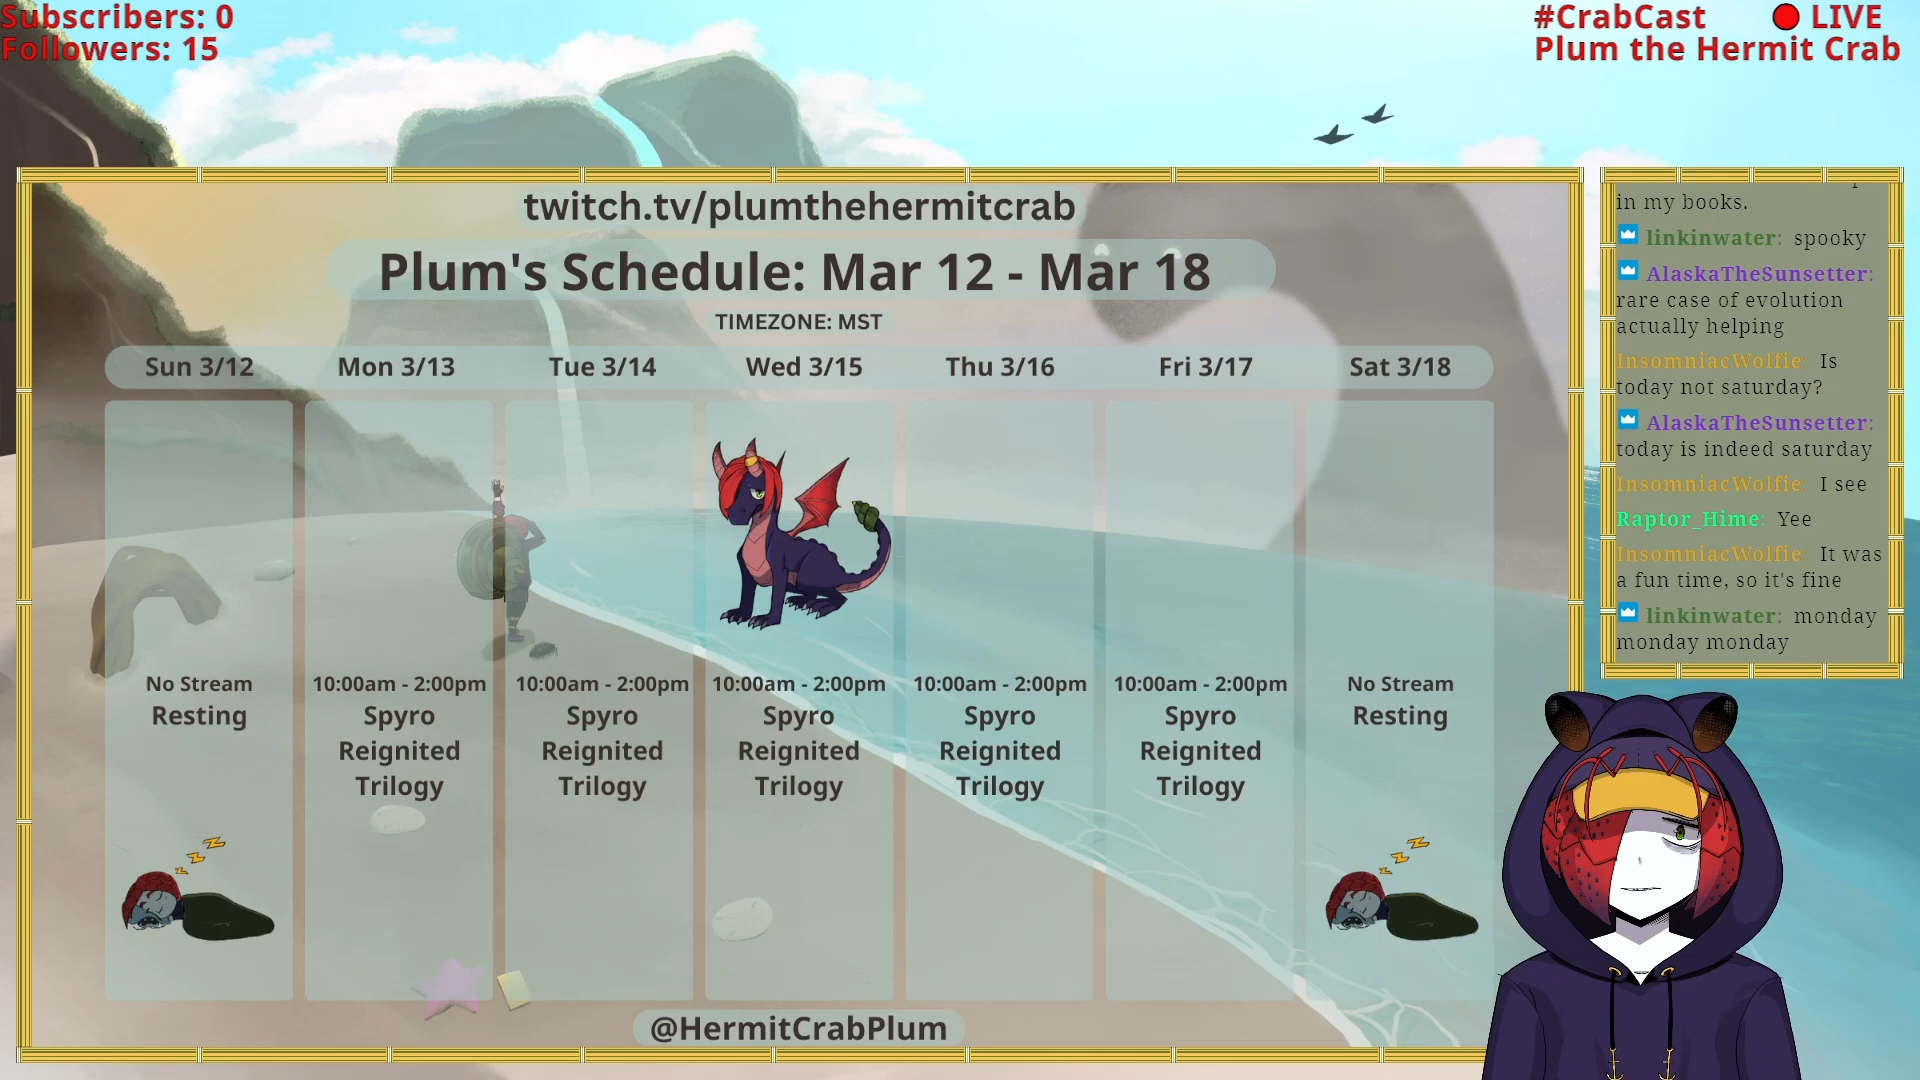 Subscribers: 0
Followers: 15
#CrabCast
LIVE
Plum the Hermit Crab
twitch.tv/plumthehermitcrab
Plum's Schedule: Mar 12 - Mar 18
TIMEZONE: MST
Sun 3/12
Mon 3/13
Tue 3/14
Wed 3/15
Thu 3/16
Fri 3/17
Sat 3/18
No Stream
Resting
10:00am - 2:00pm
Spyro
Reignited
Trilogy
10:00am - 2:00pm
Spyro
Reignited
Trilogy
10:00am - 2:00pm
Spyro
Reignited
Trilogy
10:00am - 2:00pm
Spyro
Reignited
Trilogy
10:00am - 2:00pm
Spyro
Reignited
Trilogy
No Stream
Resting
z z z
z z z
@HermitCrabPlum
in my books.
linkinwater: spooky
AlaskaTheSunsetter:
rare case of evolution
actually helping
InsomniacWolfie: Is
today not saturday?
AlaskaTheSunsetter:
today is indeed saturday
InsomniacWolfie: I see
Raptor_Hime: Yee
InsomniacWolfie: It was
a fun time, so it's fine
linkinwater: monday
monday monday